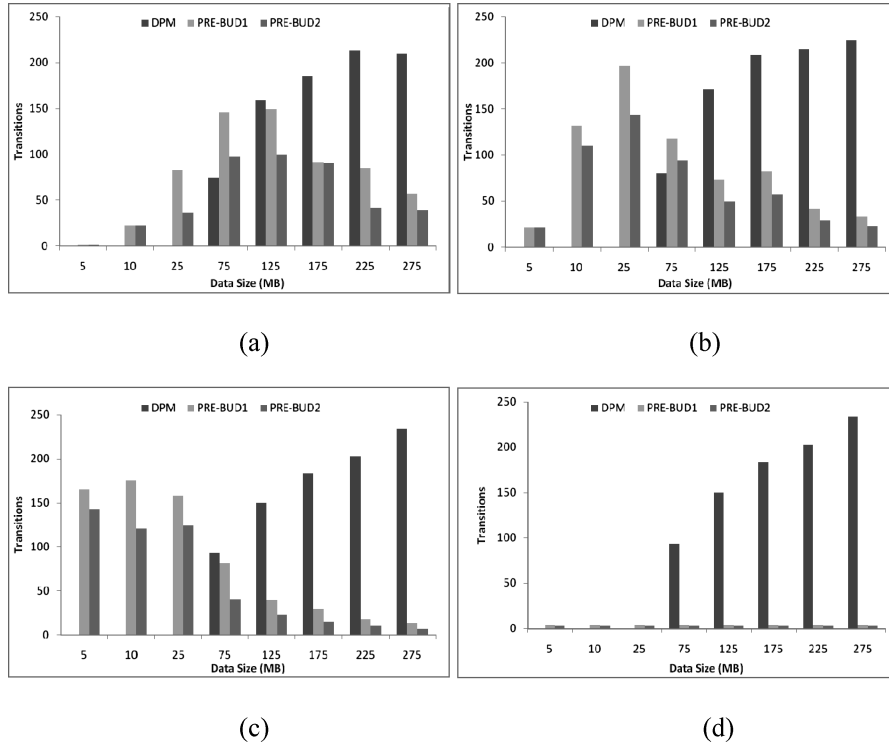 DPM PRE-BUD1 PRE-BUD2
250
200
150
100
50
0
Transitions
5 10 25 75 125 175 225 275
Data Size (MB)
(a)
DPM PRE-BUD1 PRE-BUD2
250
200
150
100
50
0
Transitions
5 10 25 75 125 175 225 275
Data Size (MB)
(b)
DPM PRE-BUD1 PRE-BUD2
250
200
150
100
50
0
Transitions
5 10 25 75 125 175 225 275
Data Size (MB)
(c)
DPM PRE-BUD1 PRE-BUD2
250
200
150
100
50
0
Transitions
5 10 25 75 125 175 225 275
Data Size (MB)
(d)